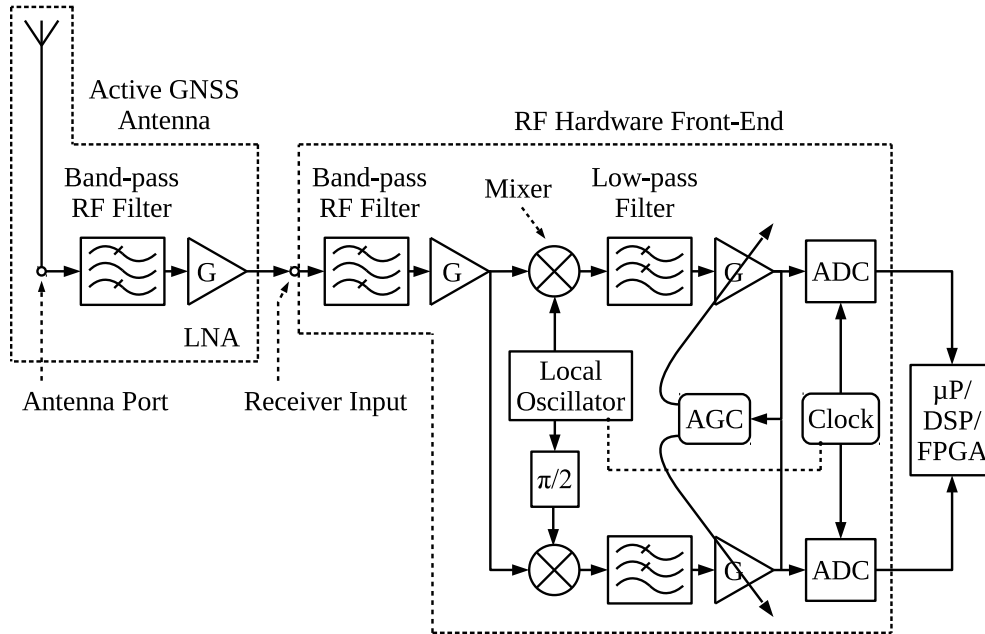 Active GNSS
Antenna
RF Hardware Front-End
Band-pass
RF Filter
Band-pass
RF Filter
Mixer
Low-pass
Filter
G
G
G
ADC
LNA
Antenna Port
Receiver Input
Local
Oscillator
AGC
Clock
µP/
DSP/
FPGA
π/2
G
ADC